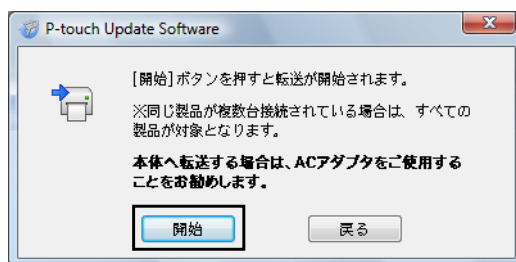 P-touch Update Software
[開始]ボタンを押すと転送が開始されます。
※同じ製品が複数台接続されている場合は、すべての
製品が対象となります。
本体へ転送する場合は、ACアダプタをご使用する
ことをお勧めします。
開始
戻る